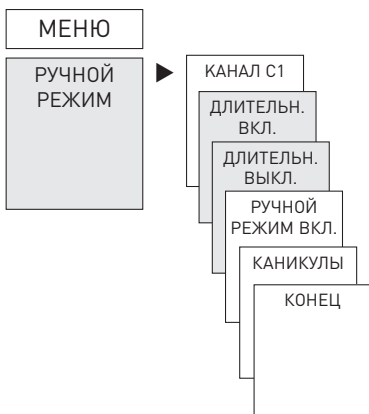 МЕНЮ
РУЧНОЙ
РЕЖИМ
КАНАЛ C1
ДЛИТЕЛЬН.
ВКЛ.
ДЛИТЕЛЬН.
ВЫКЛ.
РУЧНОЙ
РЕЖИМ ВКЛ.
КАНИКУЛЫ
КОНЕЦ